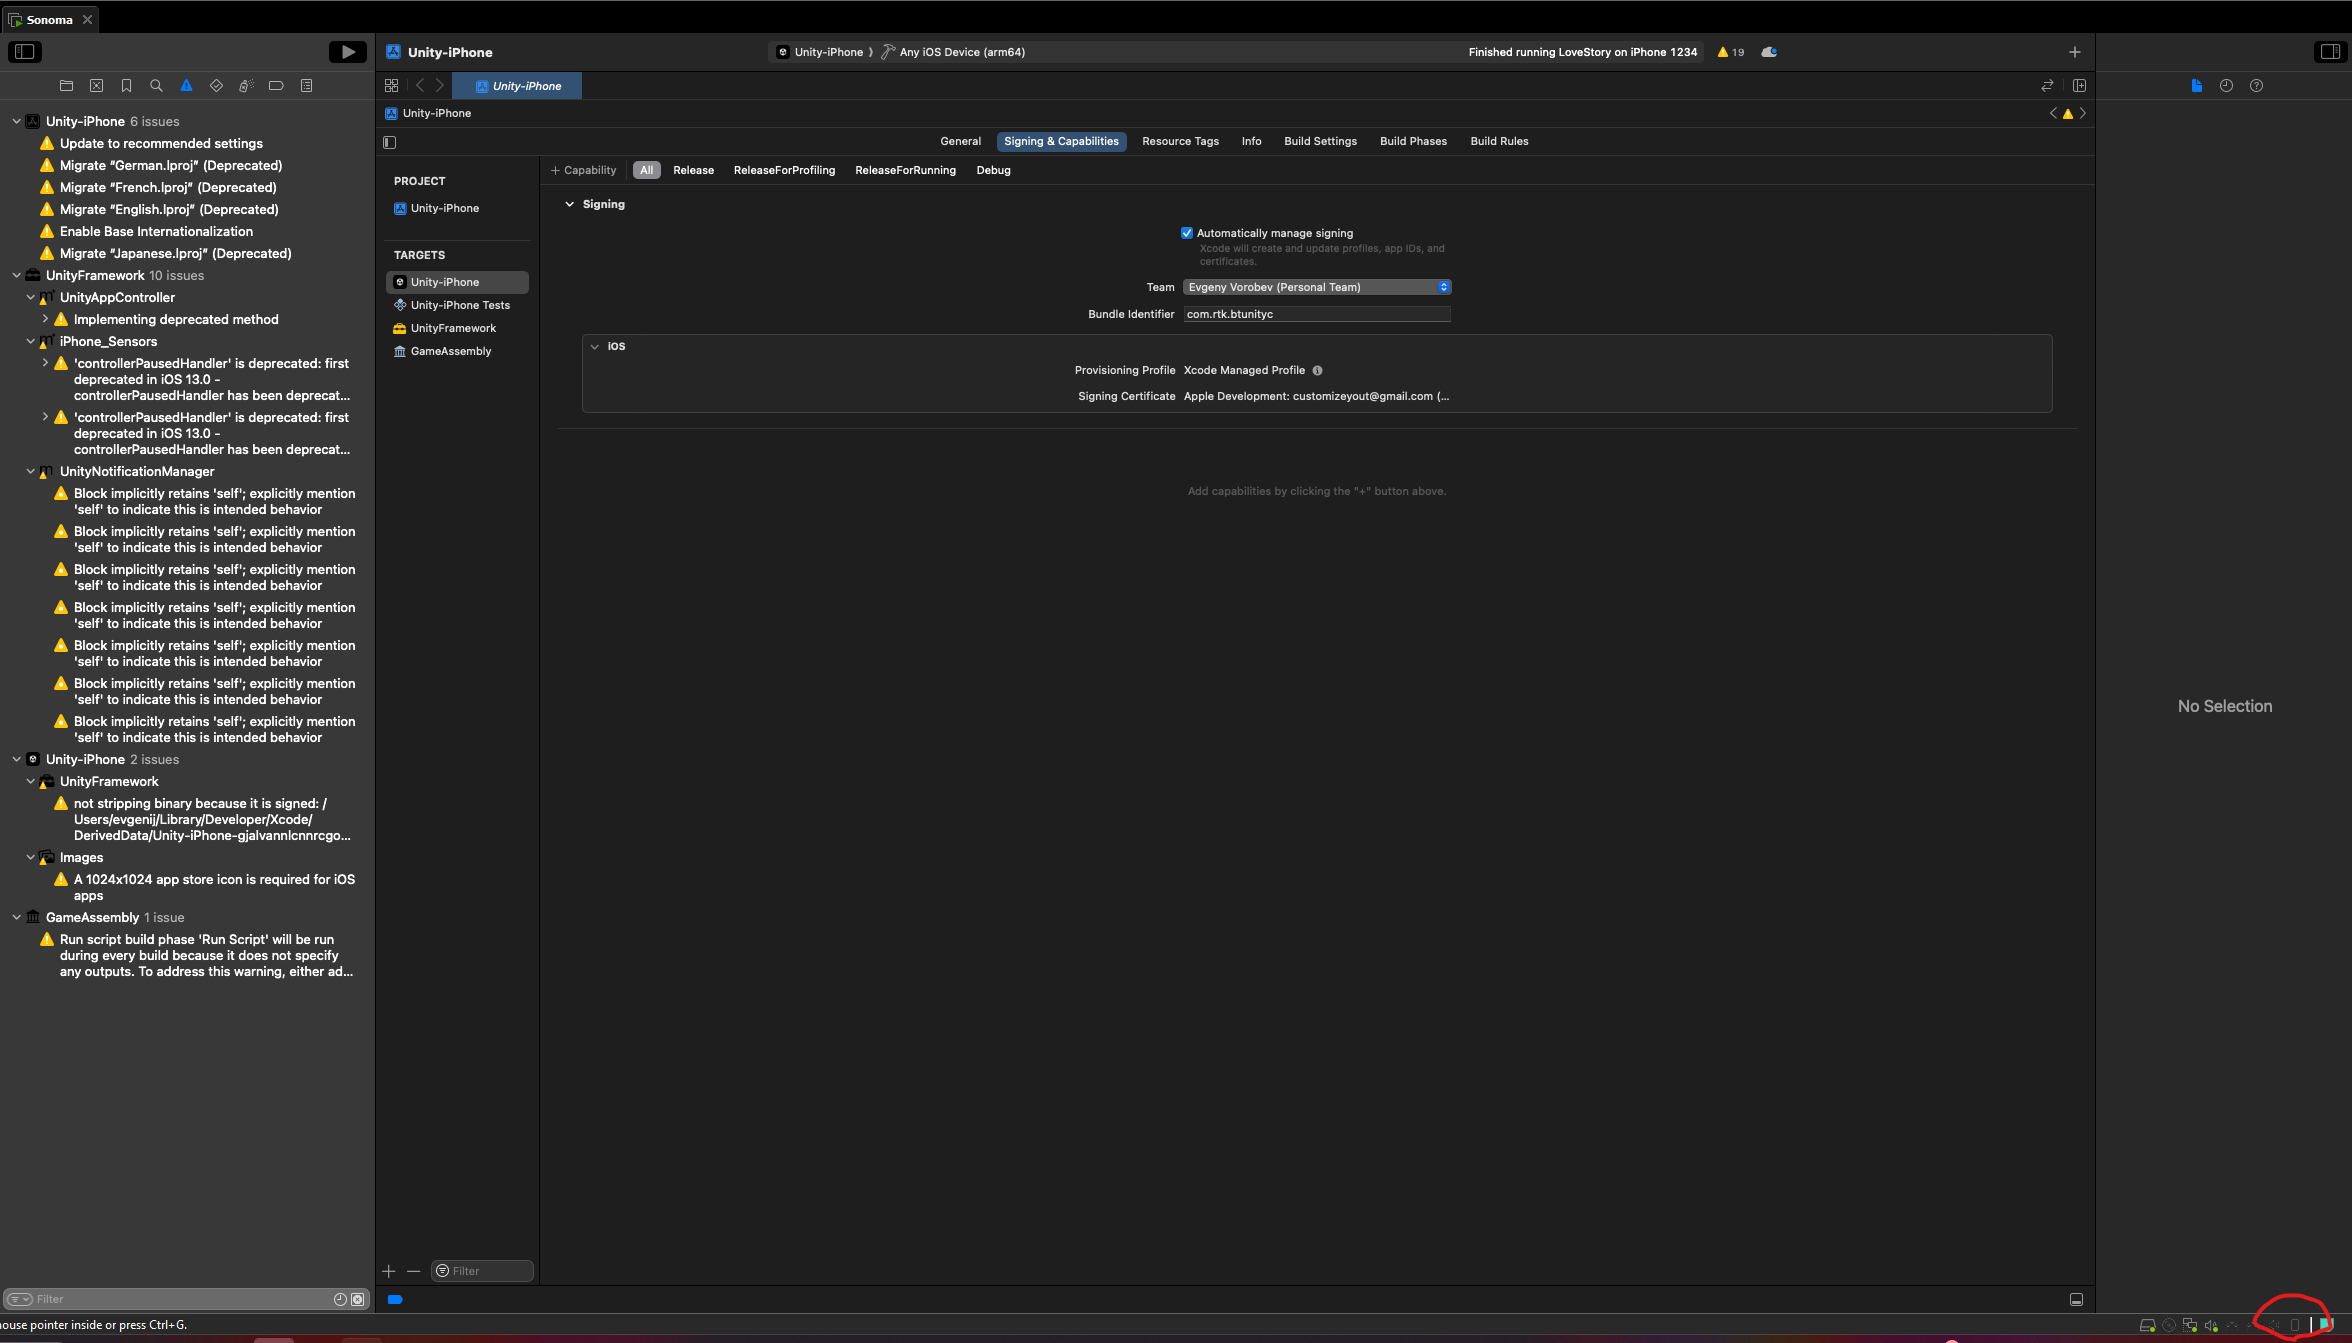 Sonoma
Unity-iPhone
Unity-iPhone
Any iOS Device (arm64)
Finished running LoveStory on iPhone 1234
19
Unity-iPhone
Unity-iPhone
Unity-iPhone 6 issues
Update to recommended settings
Migrate “German.lproj” (Deprecated)
Migrate “French.lproj” (Deprecated)
Migrate “English.lproj” (Deprecated)
Enable Base Internationalization
Migrate “Japanese.lproj” (Deprecated)
UnityFramework 10 issues
UnityAppController
Implementing deprecated method
iPhone_Sensors
'controllerPausedHandler' is deprecated: first
deprecated in iOS 13.0 -
controllerPausedHandler has been deprecat...
'controllerPausedHandler' is deprecated: first
deprecated in iOS 13.0 -
controllerPausedHandler has been deprecat...
UnityNotificationManager
Block implicitly retains 'self'; explicitly mention
'self' to indicate this is intended behavior
Block implicitly retains 'self'; explicitly mention
'self' to indicate this is intended behavior
Block implicitly retains 'self'; explicitly mention
'self' to indicate this is intended behavior
Block implicitly retains 'self'; explicitly mention
'self' to indicate this is intended behavior
Block implicitly retains 'self'; explicitly mention
'self' to indicate this is intended behavior
Block implicitly retains 'self'; explicitly mention
'self' to indicate this is intended behavior
Block implicitly retains 'self'; explicitly mention
'self' to indicate this is intended behavior
Unity-iPhone 2 issues
UnityFramework
not stripping binary because it is signed: /
Users/evgenij/Library/Developer/Xcode/
DerivedData/Unity-iPhone-gjalvannlcnnrcgo...
Images
A 1024x1024 app store icon is required for iOS
apps
GameAssembly 1 issue
Run script build phase 'Run Script' will be run
during every build because it does not specify
any outputs. To address this warning, either ad...
Filter
PROJECT
Unity-iPhone
TARGETS
Unity-iPhone
Unity-iPhone Tests
UnityFramework
GameAssembly
Filter
General
Signing & Capabilities
Resource Tags
Info
Build Settings
Build Phases
Build Rules
+ Capability
All
Release
ReleaseForProfiling
ReleaseForRunning
Debug
Signing
Automatically manage signing
Xcode will create and update profiles, app IDs, and
certificates.
Team Evgeny Vorobev (Personal Team)
Bundle Identifier com.rtk.btunityc
iOS
Provisioning Profile Xcode Managed Profile
Signing Certificate Apple Development: customizeyout@gmail.com (...
Add capabilities by clicking the "+" button above.
No Selection
ouse pointer inside or press Ctrl+G.